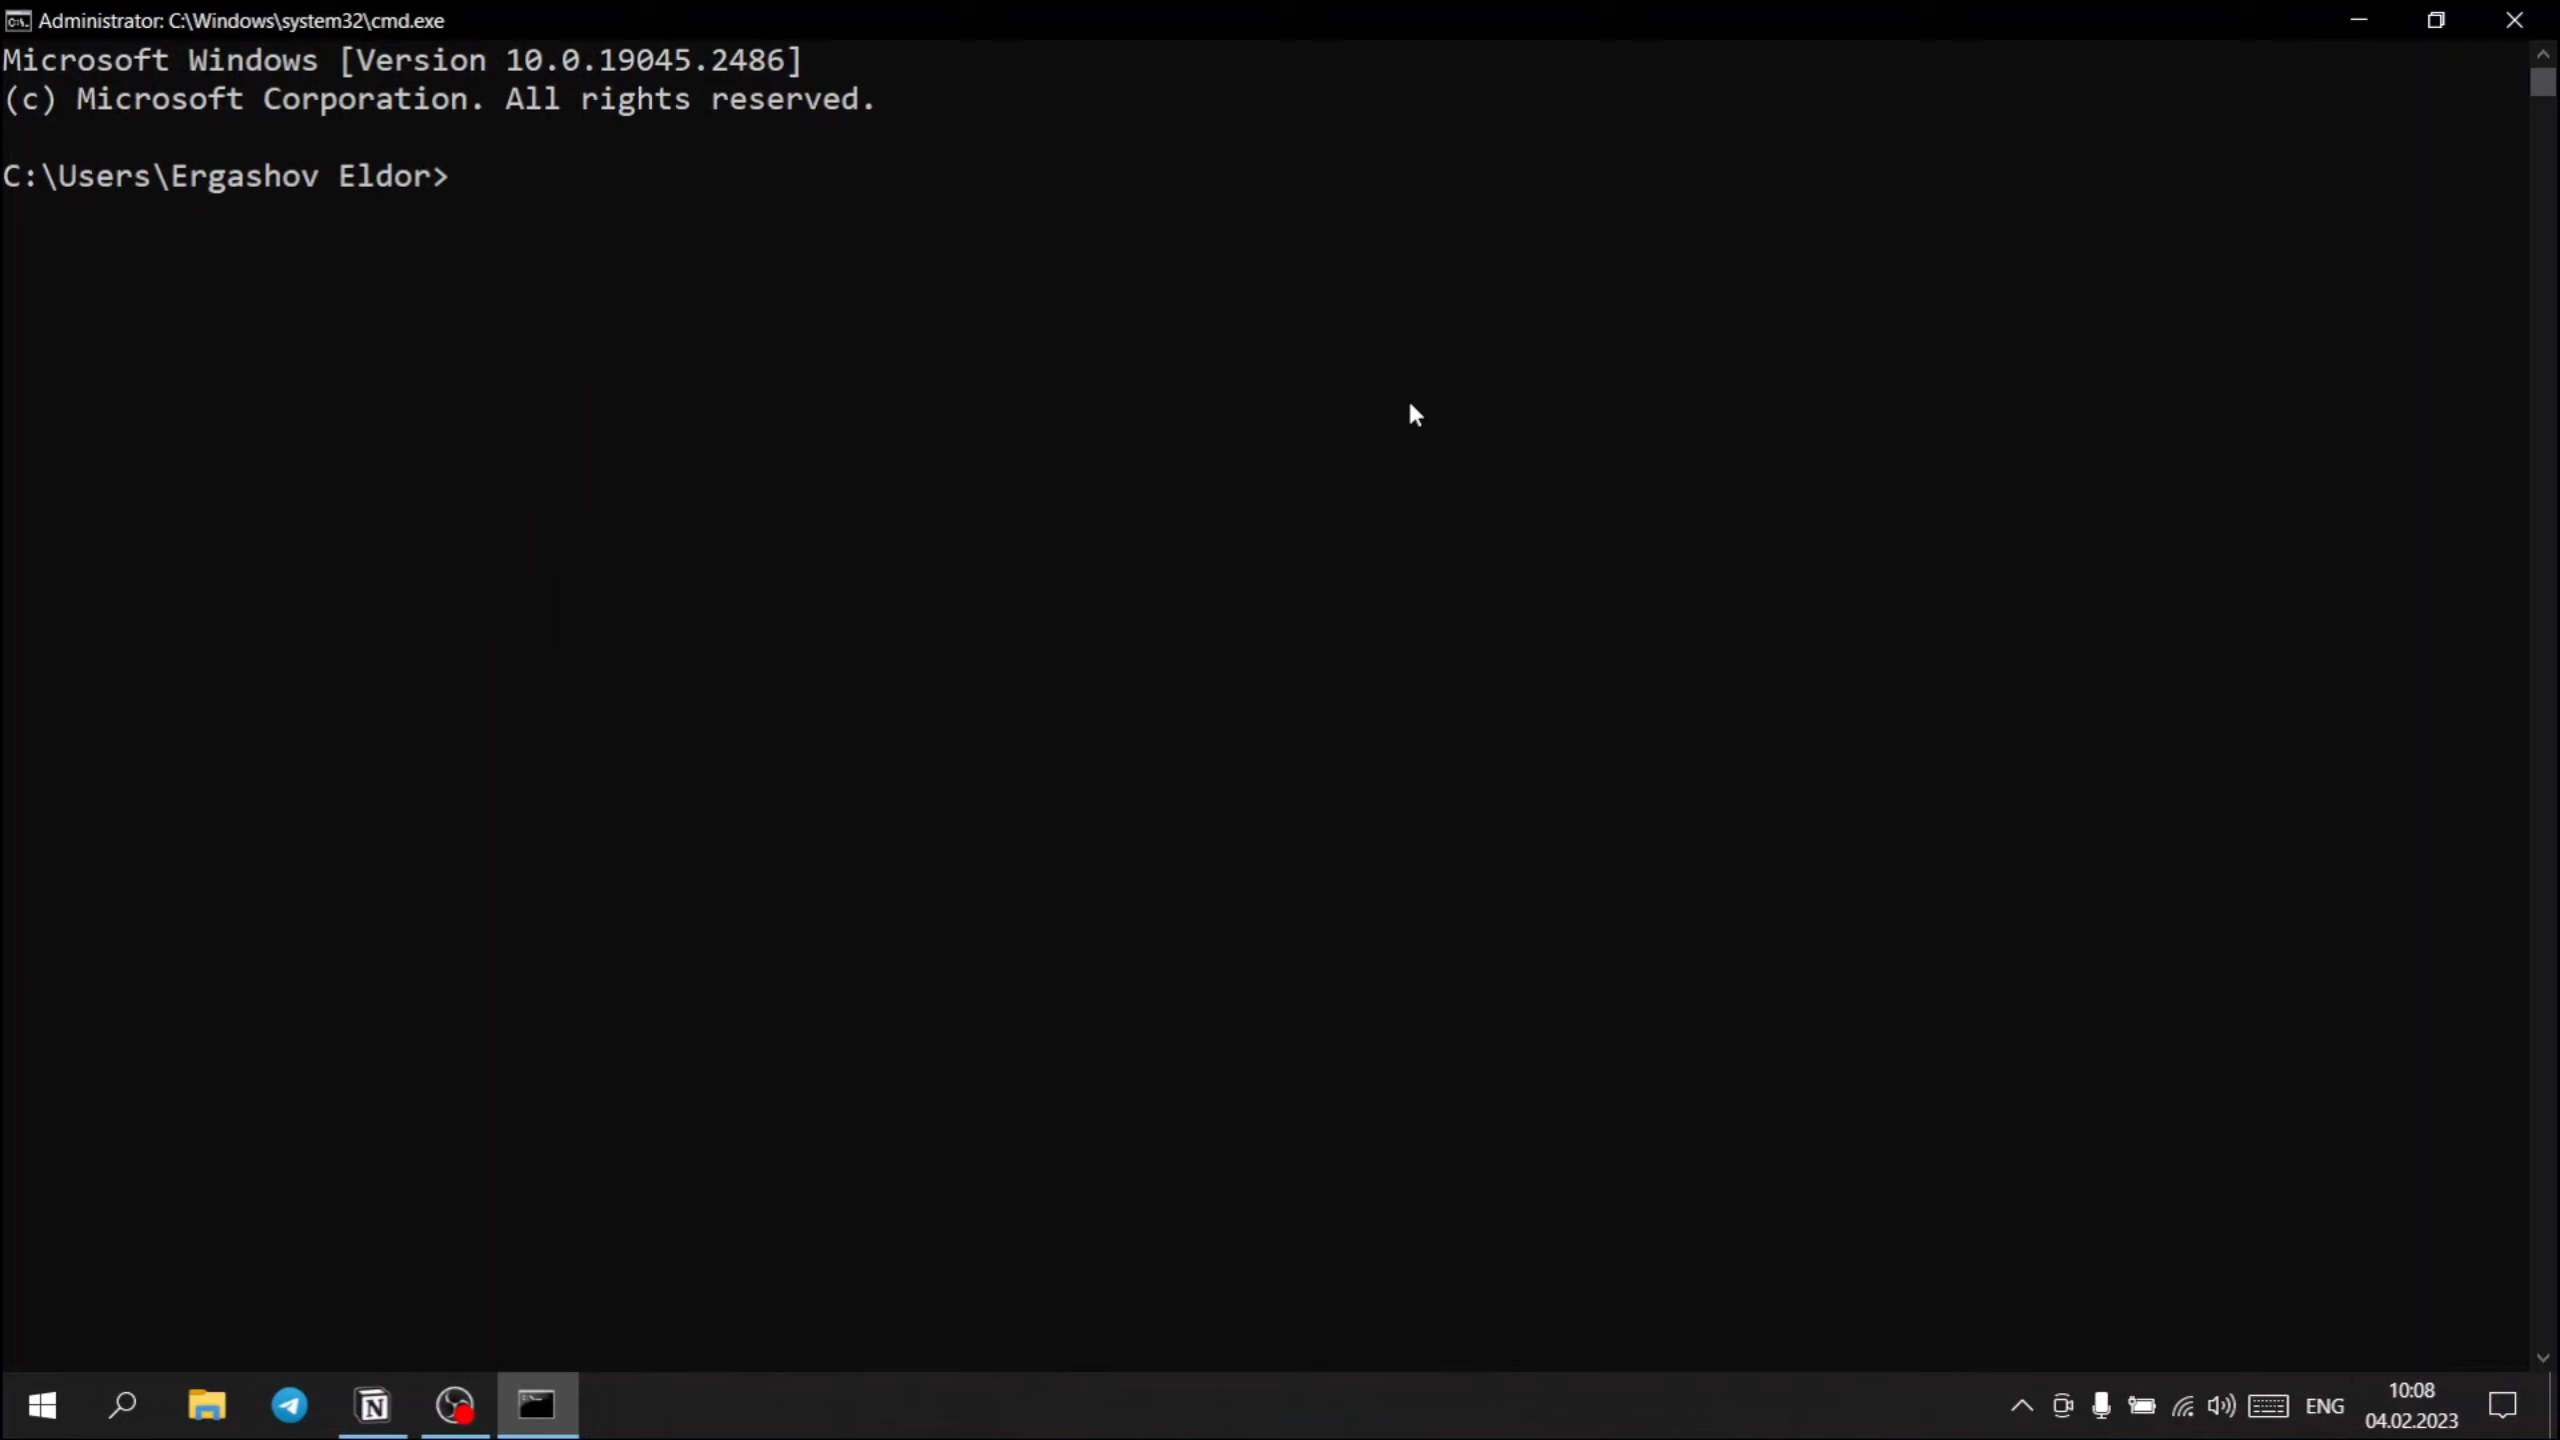 Administrator: C:\Windows\system32\cmd.exe
Microsoft Windows [Version 10.0.19045.2486]
(c) Microsoft Corporation. All rights reserved.
C:\Users\Ergashov Eldor>
ENG
10:08
04.02.2023